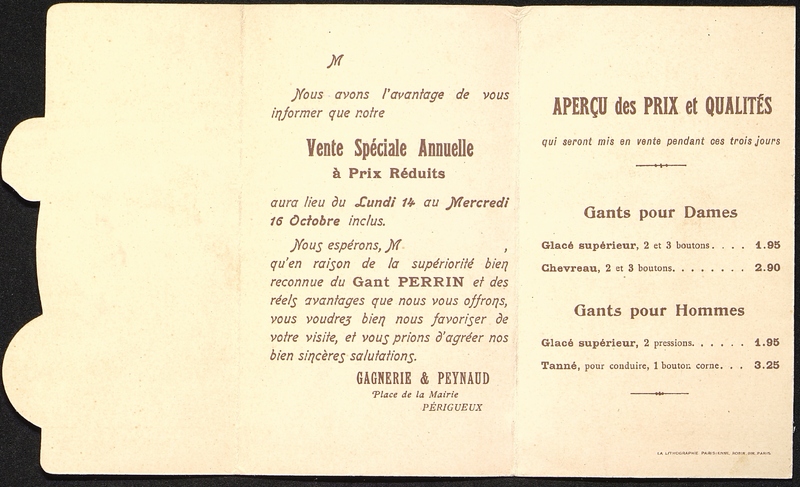 M
Nous avons l'avantage de vous
informer que notre
Vente Spéciale Annuelle
à Prix Réduits
aura lieu du Lundi 14 au Mercredi
16 Octobre inclus.
Nous espérons, M ,
qu'en raison de la supériorité bien
reconnue du Gant PERRIN et des
réels avantages que nous vous offrons,
vous voudrez bien nous favoriser de
votre visite, et vous prions d'agréer nos
bien sincères salutations.
GAGNERIE & PEYNAUD
Place de la Mairie
PÉRIGUEUX
APERÇU des PRIX et QUALITÉS
qui seront mis en vente pendant ces trois jours
Gants pour Dames
Glacé supérieur, 2 et 3 boutons. . . . 1.95
Chevreau, 2 et 3 boutons. . . . . . . . 2.90
Gants pour Hommes
Glacé supérieur, 2 pressions. . . . . . 1.95
Tanné, pour conduire, 1 bouton corne. . . 3.25
LA LITHOGRAPHIE PARISIENNE,